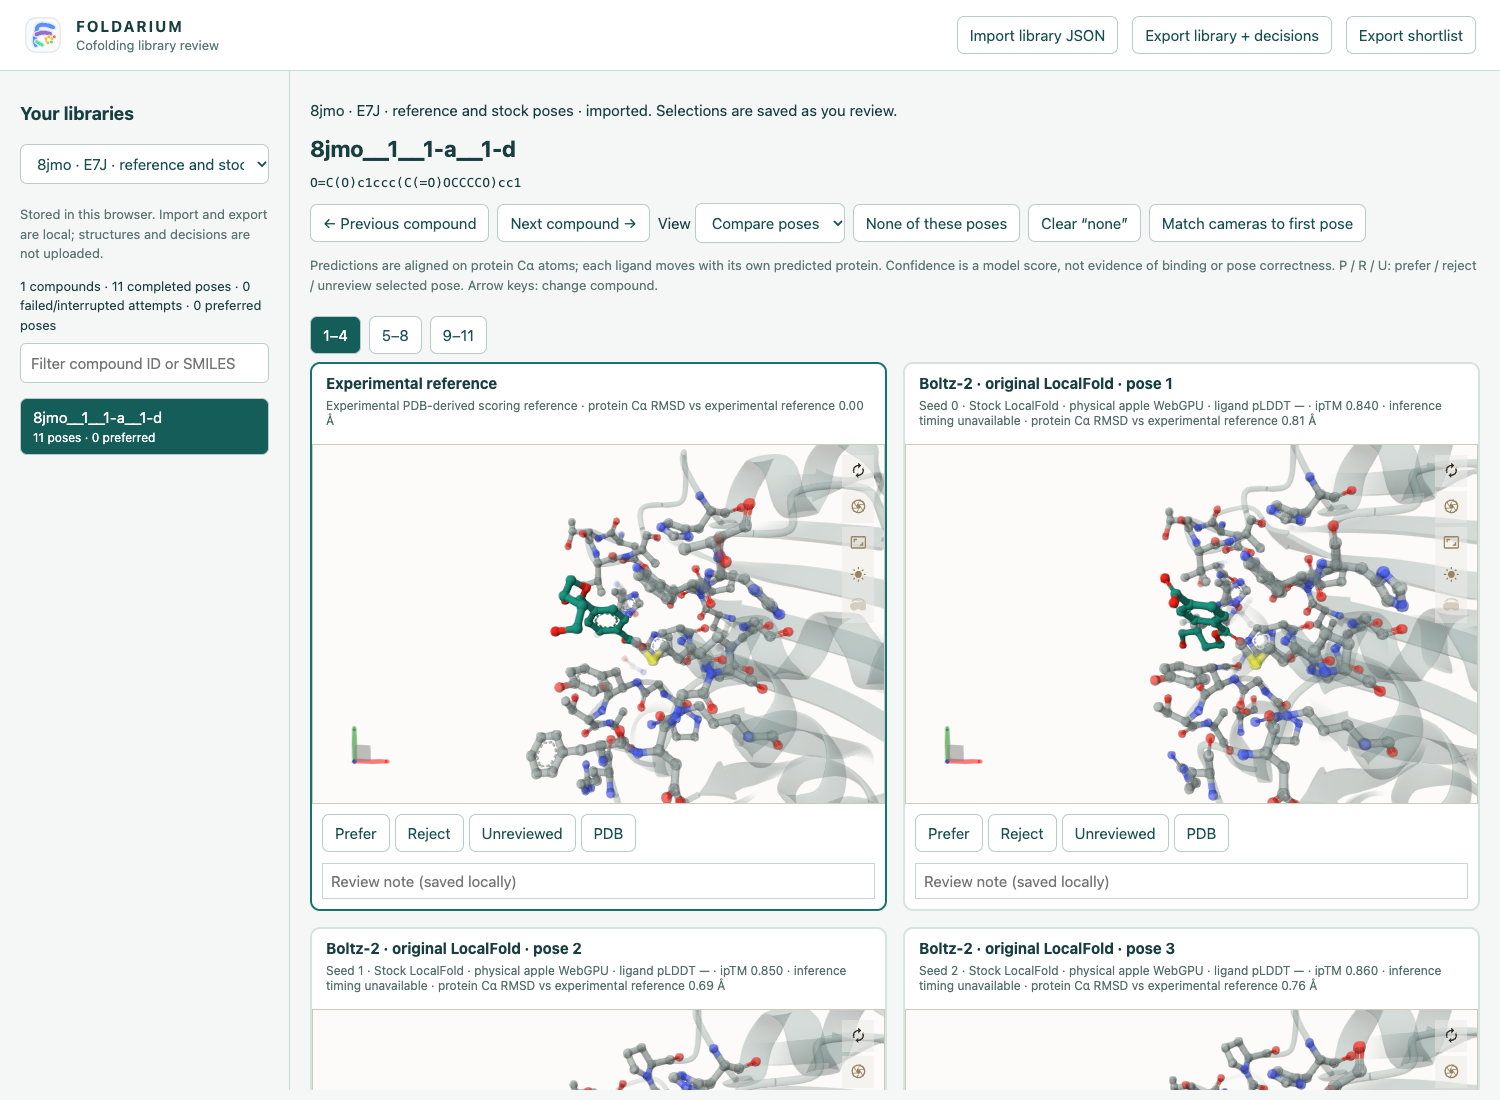 FOLDARIUM
Cofolding library review
Import library JSON
Export library + decisions
Export shortlist
Your libraries
8jmo · E7J · reference and stoc
Stored in this browser. Import and export
are local; structures and decisions are
not uploaded.
1 compounds · 11 completed poses · 0
failed/interrupted attempts · 0 preferred
poses
Filter compound ID or SMILES
8jmo__1__1-a__1-d
11 poses · 0 preferred
8jmo · E7J · reference and stock poses · imported. Selections are saved as you review.
8jmo__1__1-a__1-d
O=C(O)c1ccc(C(=O)OCCCCO)cc1
← Previous compound
Next compound →
View
Compare poses
None of these poses
Clear “none”
Match cameras to first pose
Predictions are aligned on protein Cα atoms; each ligand moves with its own predicted protein. Confidence is a model score, not evidence of binding or pose correctness. P / R / U: prefer / reject
/ unreview selected pose. Arrow keys: change compound.
1–4
5–8
9–11
Experimental reference
Experimental PDB-derived scoring reference · protein Cα RMSD vs experimental reference 0.00
Å
Prefer
Reject
Unreviewed
PDB
Review note (saved locally)
Boltz-2 · original LocalFold · pose 1
Seed 0 · Stock LocalFold · physical apple WebGPU · ligand pLDDT — · ipTM 0.840 · inference
timing unavailable · protein Cα RMSD vs experimental reference 0.81 Å
Prefer
Reject
Unreviewed
PDB
Review note (saved locally)
Boltz-2 · original LocalFold · pose 2
Seed 1 · Stock LocalFold · physical apple WebGPU · ligand pLDDT — · ipTM 0.850 · inference
timing unavailable · protein Cα RMSD vs experimental reference 0.69 Å
Boltz-2 · original LocalFold · pose 3
Seed 2 · Stock LocalFold · physical apple WebGPU · ligand pLDDT — · ipTM 0.860 · inference
timing unavailable · protein Cα RMSD vs experimental reference 0.76 Å